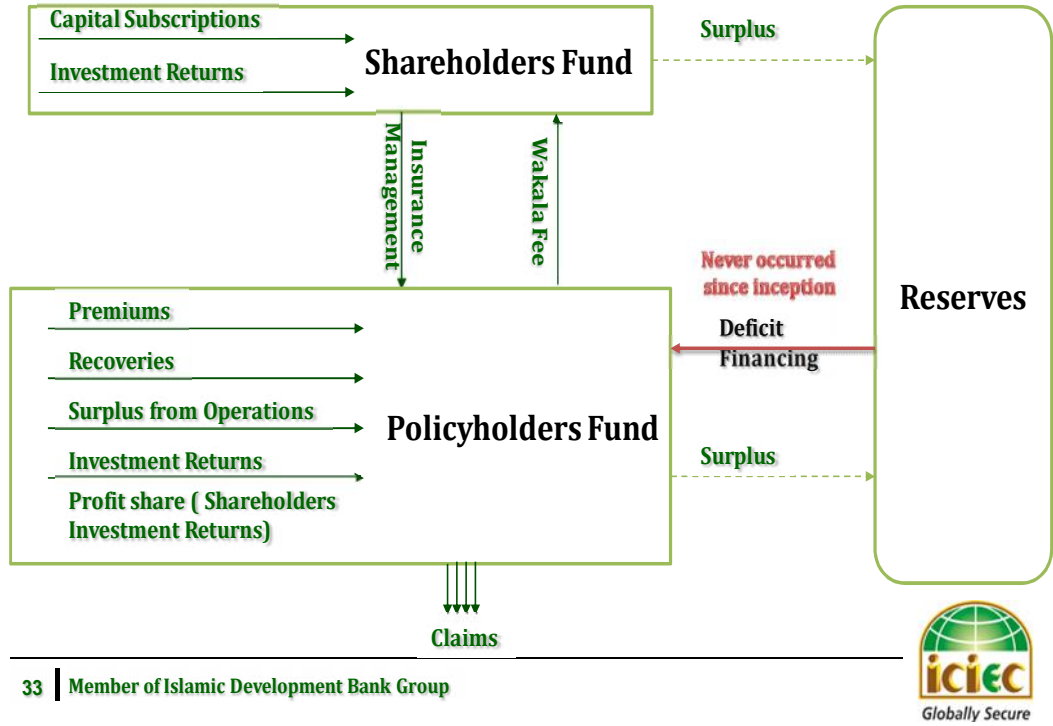 Capital Subscriptions
Investment Returns
Shareholders Fund
Surplus
Insurance
Management
Wakala Fee
Never occurred
since inception
Deficit
Financing
Reserves
Premiums
Recoveries
Surplus from Operations
Investment Returns
Profit share ( Shareholders
Investment Returns)
Policyholders Fund
Surplus
Claims
33 Member of Islamic Development Bank Group
iciec
Globally Secure